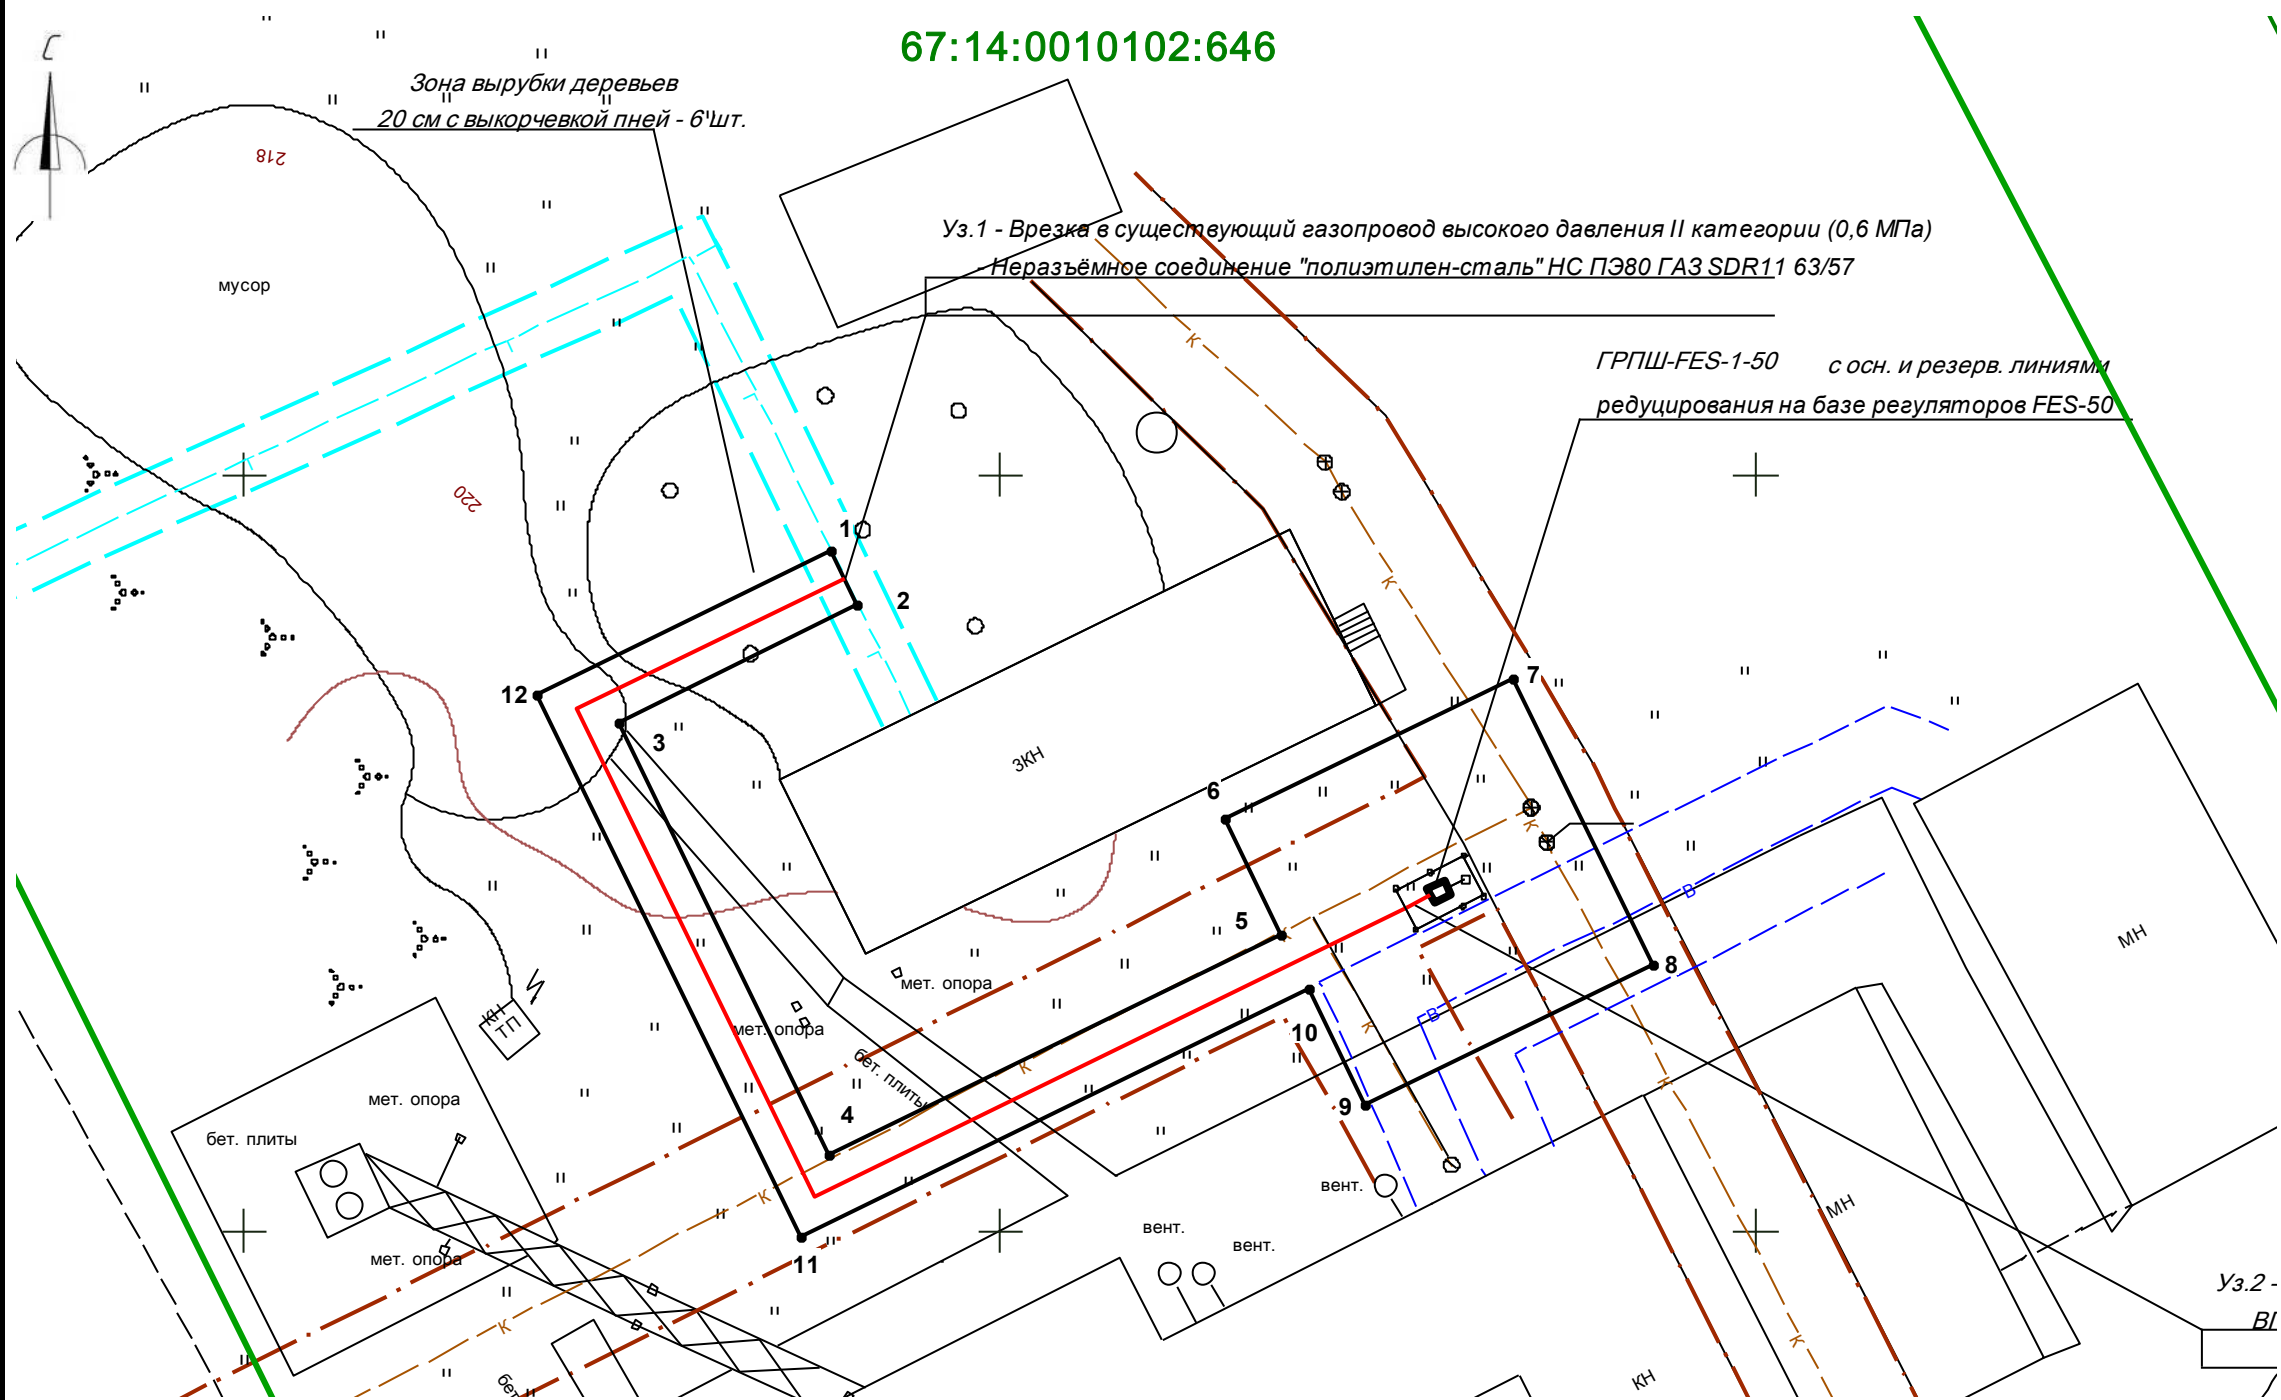 С
67:14:0010102:646
Зона вырубки деревьев
20 см с выкорчевкой пней - 6 шт.
218
Уз.1 - Врезка в существующий газопровод высокого давления II категории (0,6 МПа)
- Неразъёмное соединение "полиэтилен-сталь" НС ПЭ80 ГАЗ SDR11 63/57
мусор
К
ГРПШ-FES-1-50 с осн. и резерв. линиями
редуцирования на базе регуляторов FES-50
220
1
2
К
7
12
3
3КН
6
К
В
5
К
8
МН
мет. опора
10
В
К
мет. опора
бет. плиты
К
КН
ТП
9
К
4
мет. опора
бет. плиты
вент.
К
МН
вент.
вент.
мет. опора
11
Уз.2 -
К
К
КН
бет